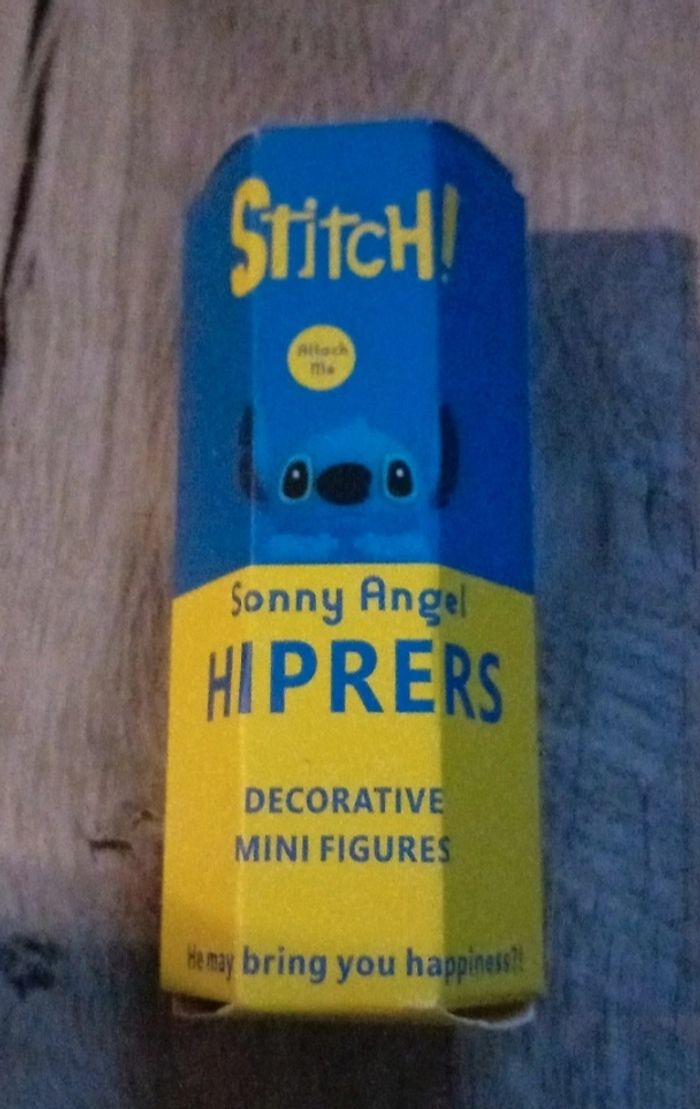 Stitch!
Attach
Me
Sonny Angel
HIPRERS
DECORATIVE
MINI FIGURES
He may bring you happiness?!